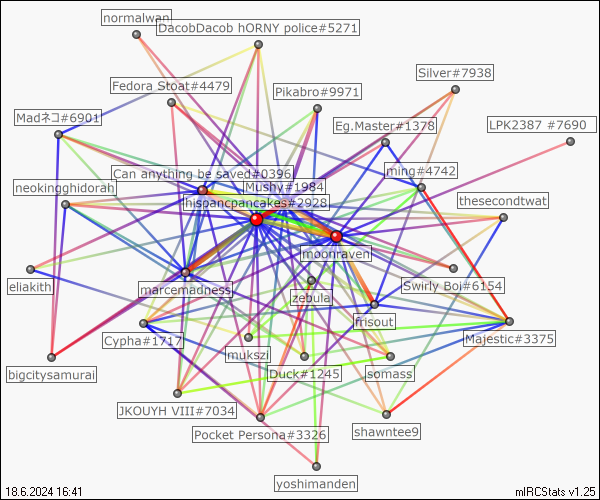 normalwan
DacobDacob hORNY police#5271
Silver#7938
Fedora Stoat#4479
Pikabro#9971
Madネコ#6901
Eg.Master#1378
LPK2387 #7690
Can anything be saved#0396
ming#4742
neokingghidorah
Mushy#1984
hispancpancakes#2928
thesecondtwat
moonraven
eliakith
marcemadness
zebula
Swirly Boi#6154
frisout
Cypha#1717
mukszi
Majestic#3375
bigcitysamurai
Duck#1245
somass
JKOUYH VIII#7034
Pocket Persona#3326
shawntee9
yoshimanden
18.6.2024 16:41
mIRCStats v1.25